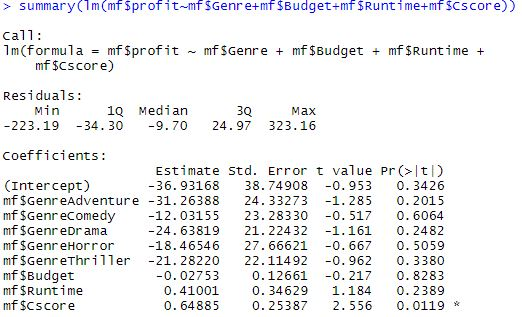 > summary(lm(mf$profit~mf$Genre+mf$Budget+mf$Runtime+mf$Cscore))
Call:
lm(formula = mf$profit ~ mf$Genre + mf$Budget + mf$Runtime +
    mf$Cscore)
Residuals:
    Min      1Q  Median      3Q     Max
-223.19  -34.30   -9.70   24.97  323.16
Coefficients:
                   Estimate Std. Error t value Pr(>|t|)
(Intercept)       -36.93168   38.74908  -0.953   0.3426
mf$GenreAdventure -31.26388   24.33273  -1.285   0.2015
mf$GenreComedy    -12.03155   23.28330  -0.517   0.6064
mf$GenreDrama     -24.63819   21.22432  -1.161   0.2482
mf$GenreHorror    -18.46546   27.66621  -0.667   0.5059
mf$GenreThriller  -21.28220   22.11492  -0.962   0.3380
mf$Budget          -0.02753    0.12661  -0.217   0.8283
mf$Runtime          0.41001    0.34629   1.184   0.2389
mf$Cscore           0.64885    0.25387   2.556   0.0119 *